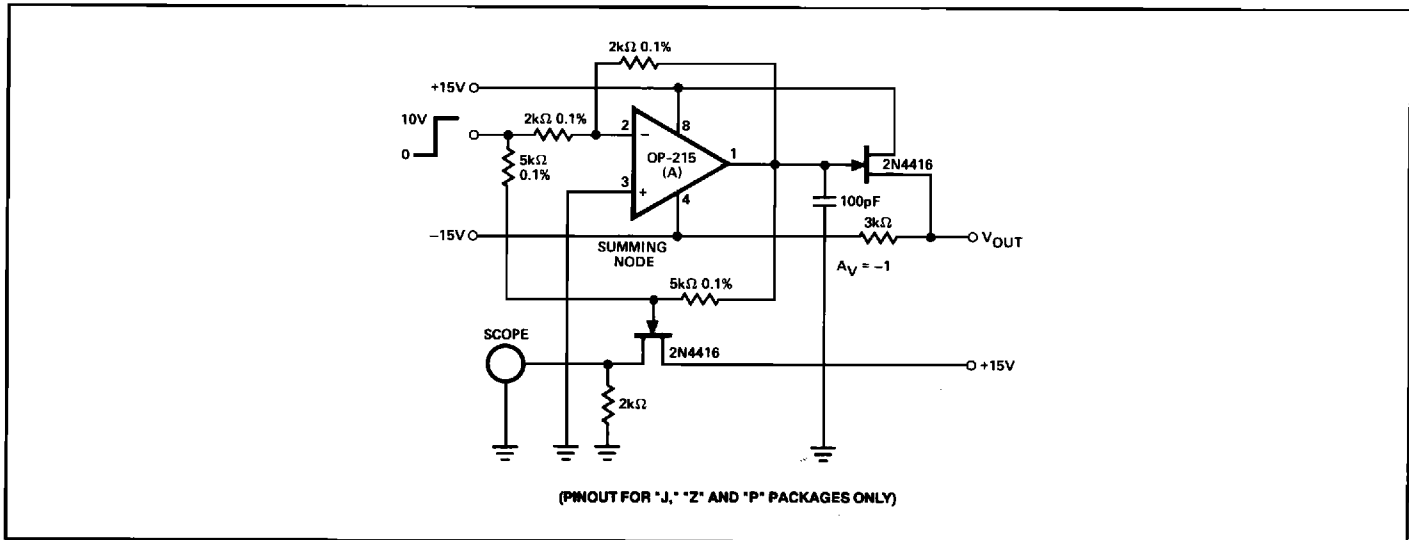 2kΩ 0.1%
+15V
10V
0
2kΩ 0.1%
5kΩ
0.1%
2
−
8
OP-215
(A)
1
3
+
4
2N4416
100pF
3kΩ
VOUT
−15V
SUMMING
NODE
AV = −1
5kΩ 0.1%
SCOPE
2N4416
+15V
2kΩ
(PINOUT FOR "J," "Z" AND "P" PACKAGES ONLY)